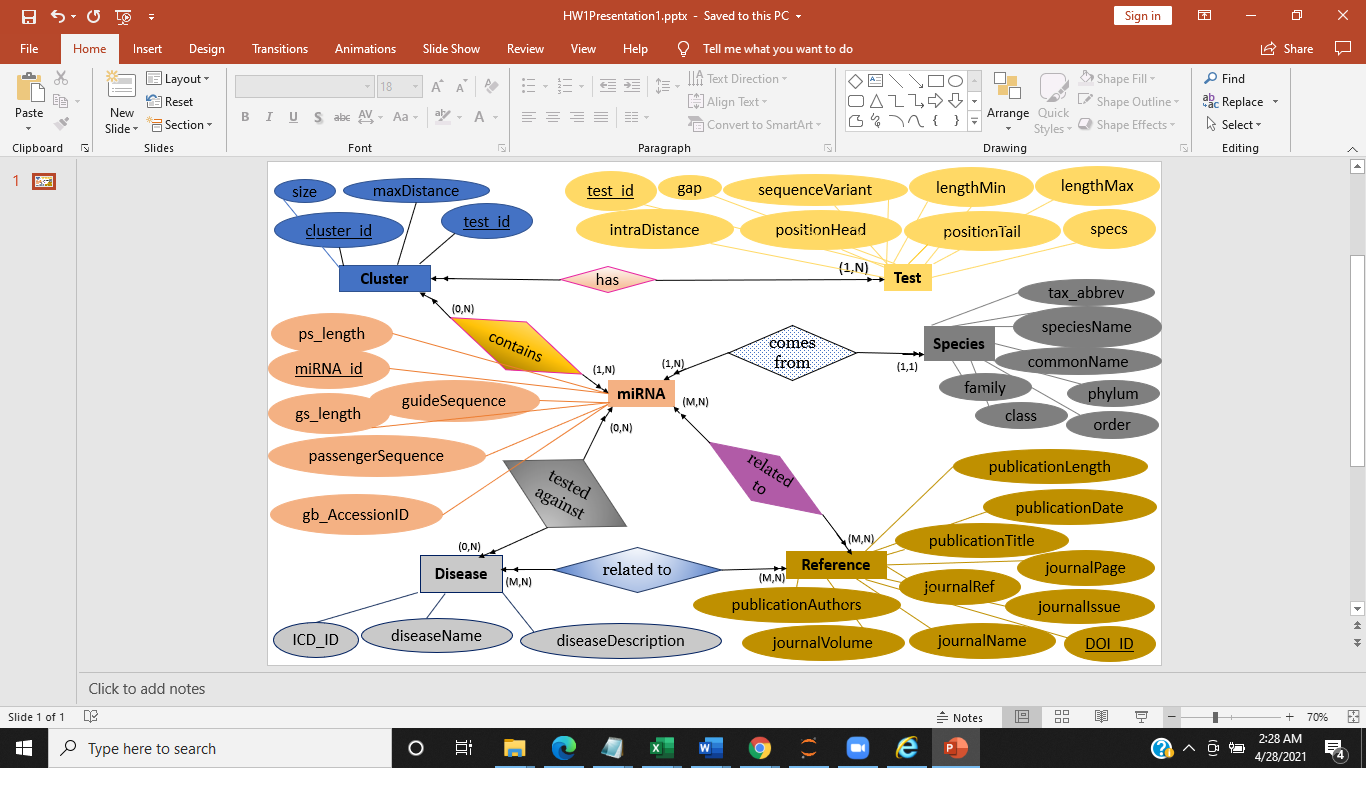 HW1Presentation1.pptx - Saved to this PC
Sign in
File Home Insert Design Transitions Animations Slide Show Review View Help Tell me what you want to do Share
Paste
New
Slide
Layout
Reset
Section
18
B I U S abc AV Aa ab A
Text Direction
Align Text
Convert to SmartArt
Arrange
Quick
Styles
Shape Fill
Shape Outline
Shape Effects
Find
Replace
Select
Clipboard Slides Font Paragraph Drawing Editing
1
size maxDistance
cluster_id test_id
Cluster
test_id gap sequenceVariant lengthMin lengthMax
intraDistance positionHead positionTail specs
has
(1,N)
Test
(0,N)
contains
(1,N)
ps_length
miRNA_id
gs_length guideSequence
passengerSequence
gb_AccessionID
miRNA
(1,N)
comes
from
(1,1)
Species
tax_abbrev
speciesName
commonName
family phylum
class order
(M,N)
(0,N)
tested
against
(0,N)
related
to
(M,N)
Disease
(M,N)
related to
(M,N)
Reference
ICD_ID diseaseName diseaseDescription
publicationLength
publicationDate
publicationTitle
journalPage
journalRef
journalIssue
publicationAuthors
journalVolume journalName DOI_ID
Click to add notes
Slide 1 of 1
Notes
70%
Type here to search
2:28 AM
4/28/2021
4